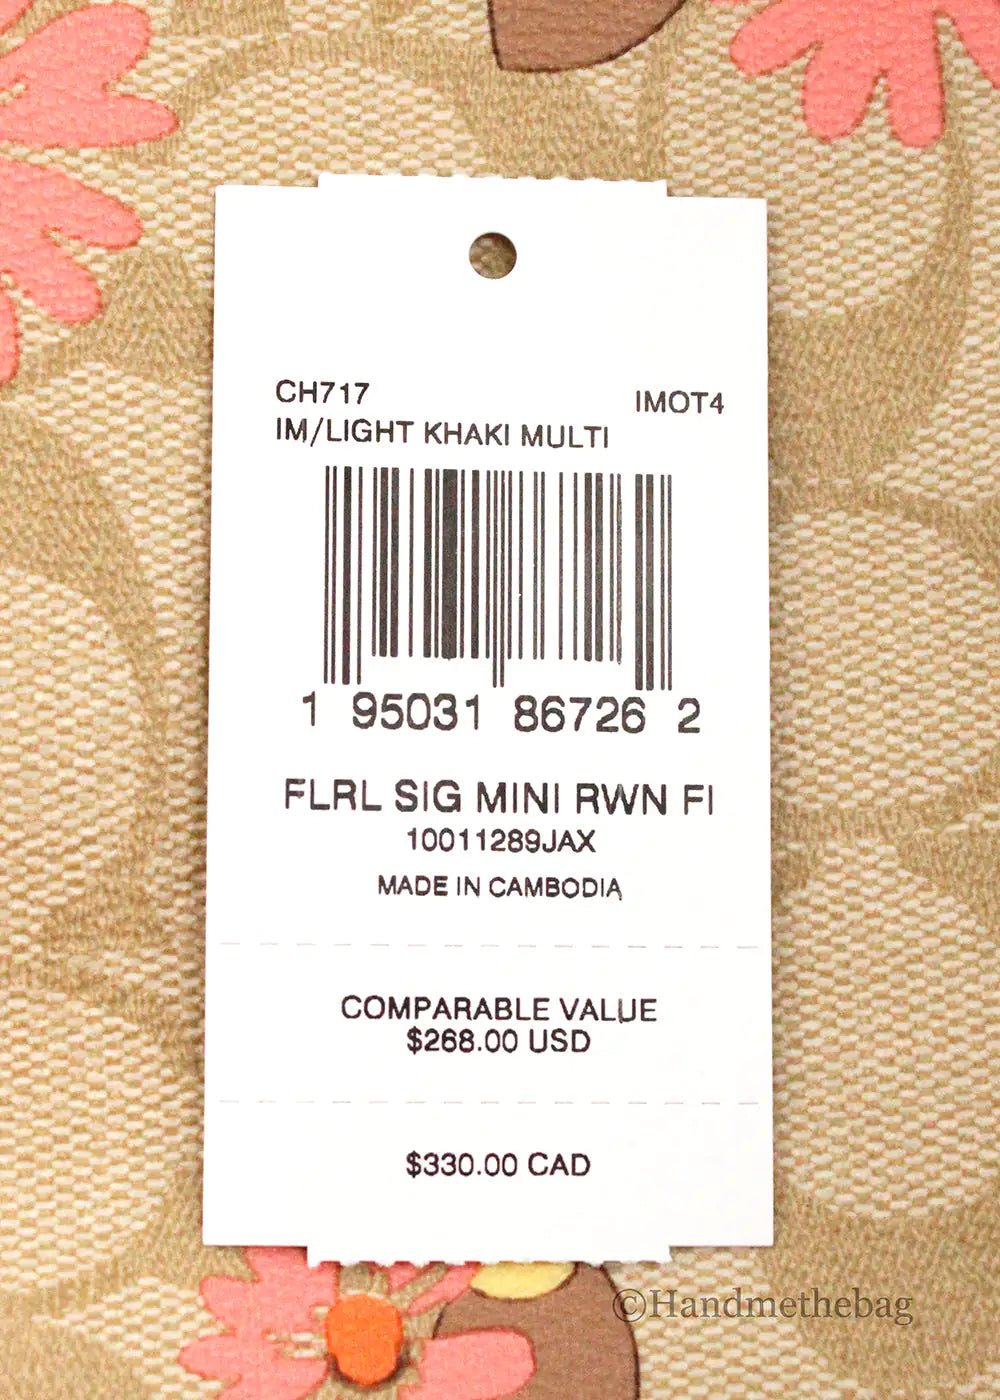 CH717 IMOT4
IM/LIGHT KHAKI MULTI
1 95031 86726 2
FLRL SIG MINI RWN FI
10011289JAX
MADE IN CAMBODIA
COMPARABLE VALUE
$268.00 USD
$330.00 CAD
©Handmethebag